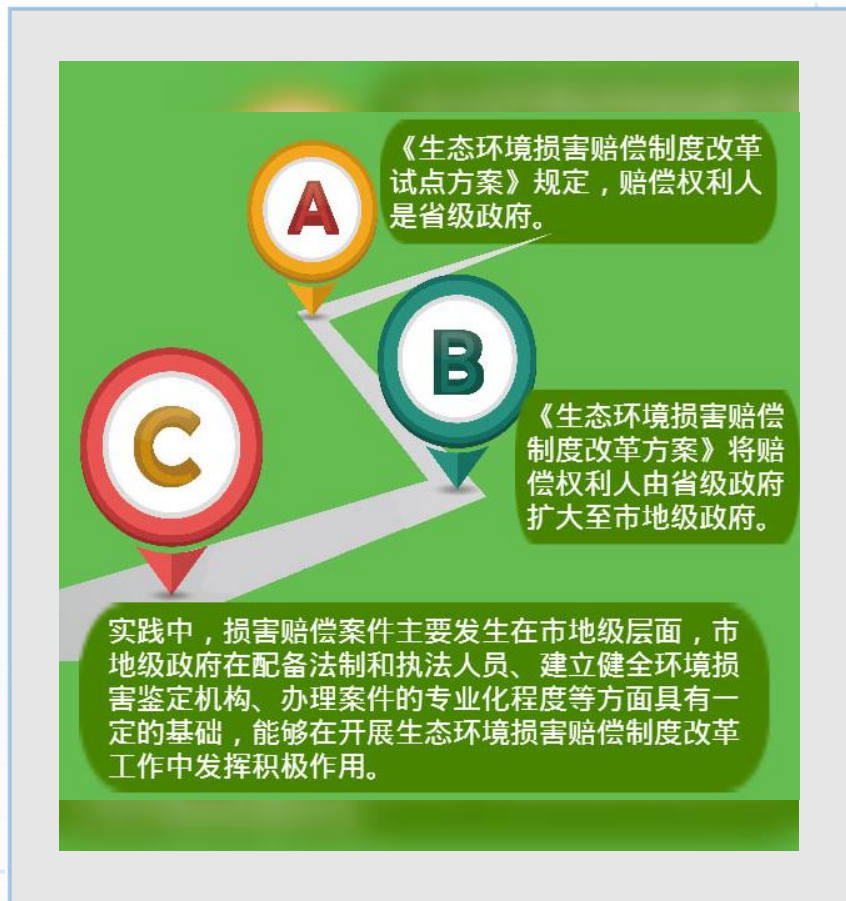 A
《生态环境损害赔偿制度改革
试点方案》规定，赔偿权利人
是省级政府。
B
《生态环境损害赔偿
制度改革方案》将赔
偿权利人由省级政府
扩大至市地级政府。
C
实践中，损害赔偿案件主要发生在市地级层面，市
地级政府在配备法制和执法人员、建立健全环境损
害鉴定机构、办理案件的专业化程度等方面具有一
定的基础，能够在开展生态环境损害赔偿制度改革
工作中发挥积极作用。